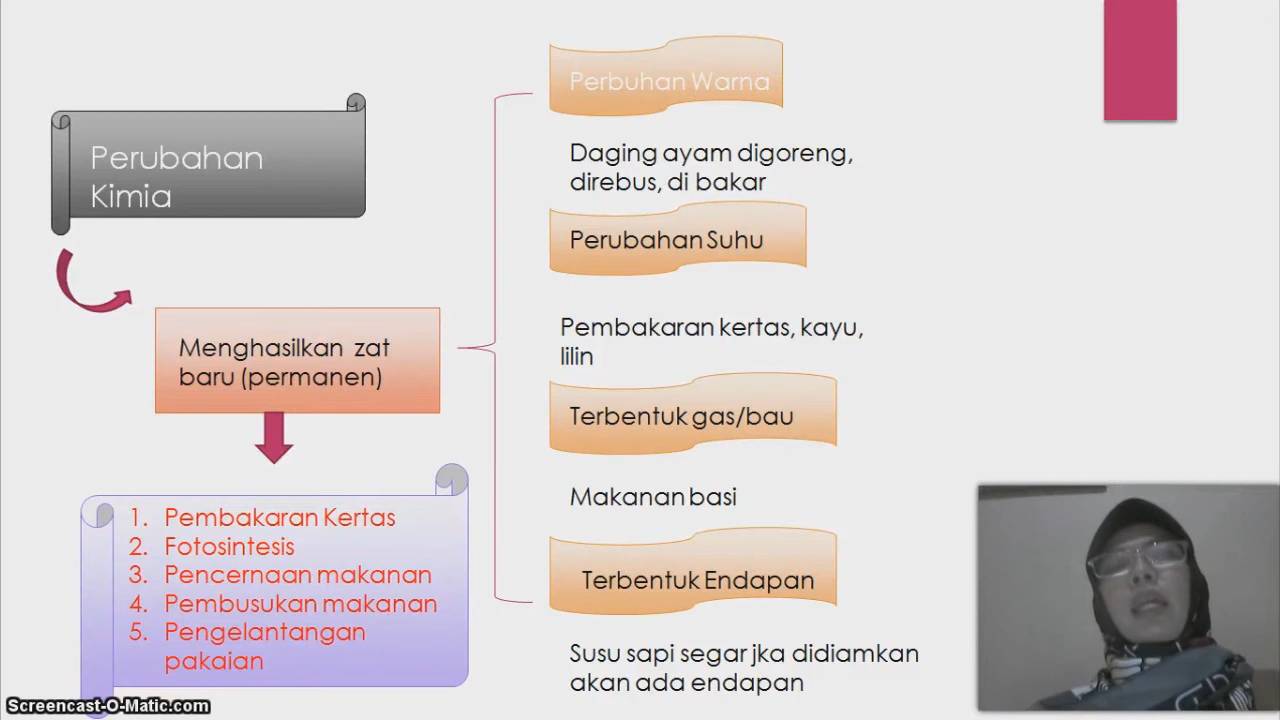 Perubahan
Kimia
Menghasilkan zat
baru (permanen)
1. Pembakaran Kertas
2. Fotosintesis
3. Pencernaan makanan
4. Pembusukan makanan
5. Pengelantangan
pakaian
Perbuhan Warna
Daging ayam digoreng,
direbus, di bakar
Perubahan Suhu
Pembakaran kertas, kayu,
lilin
Terbentuk gas/bau
Makanan basi
Terbentuk Endapan
Susu sapi segar jka didiamkan
akan ada endapan
Screencast-O-Matic.com